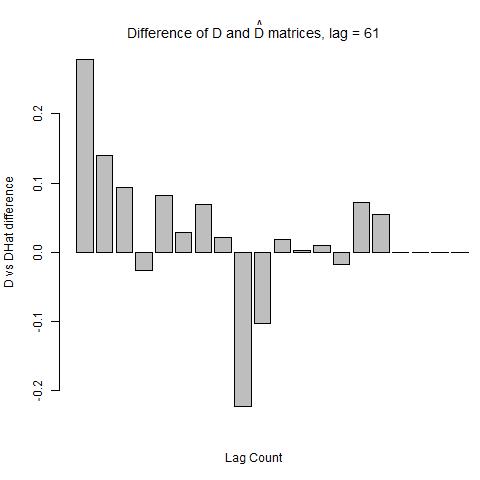 Difference of D and D̂ matrices, lag = 61
0.2
0.1
0.0
-0.1
-0.2
D vs DHat difference
Lag Count